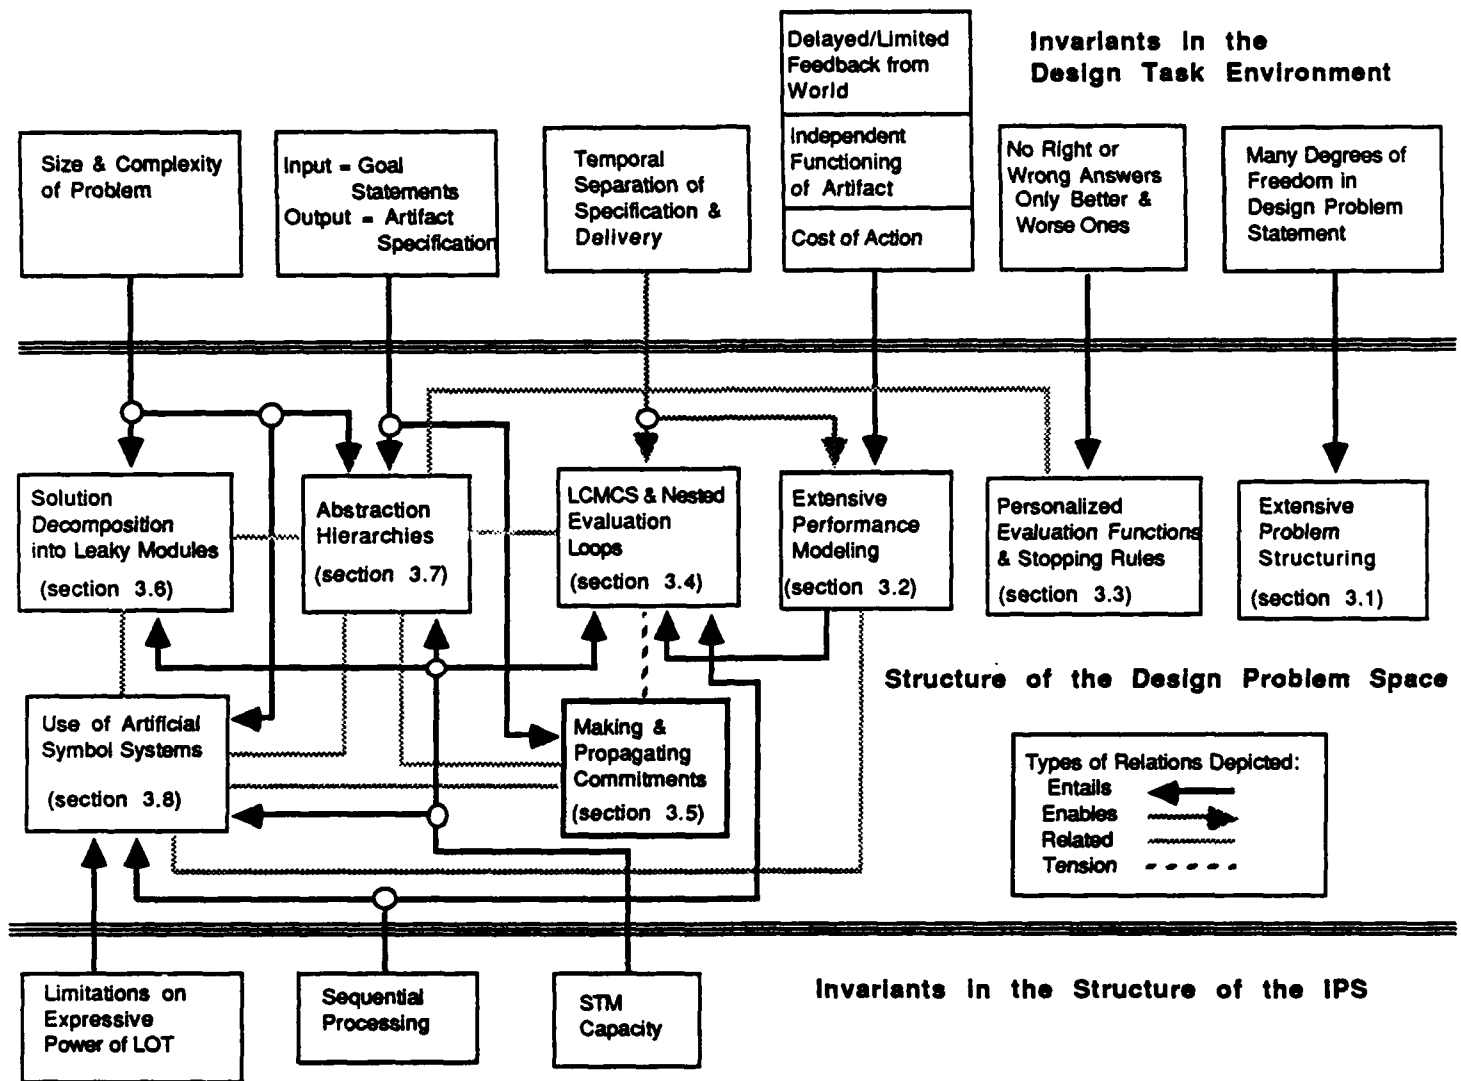 Invariants in the
Design Task Environment
Delayed/Limited
Feedback from
World
Independent
Functioning
of Artifact
Cost of Action
Size & Complexity
of Problem
Input = Goal
Statements
Output = Artifact
Specification
Temporal
Separation of
Specification &
Delivery
No Right or
Wrong Answers
Only Better &
Worse Ones
Many Degrees of
Freedom in
Design Problem
Statement
Solution
Decomposition
into Leaky Modules
(section 3.6)
Abstraction
Hierarchies
(section 3.7)
LCMCS & Nested
Evaluation
Loops
(section 3.4)
Extensive
Performance
Modeling
(section 3.2)
Personalized
Evaluation Functions
& Stopping Rules
(section 3.3)
Extensive
Problem
Structuring
(section 3.1)
Structure of the Design Problem Space
Use of Artificial
Symbol Systems
(section 3.8)
Making &
Propagating
Commitments
(section 3.5)
Types of Relations Depicted:
Entails
Enables
Related
Tension
Limitations on
Expressive
Power of LOT
Sequential
Processing
STM
Capacity
Invariants in the Structure of the IPS